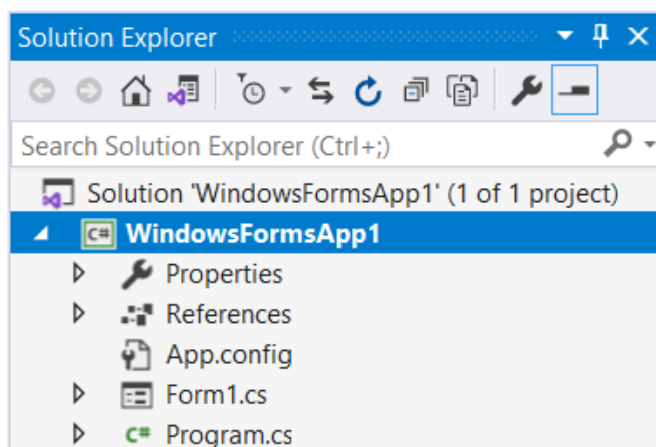 Solution Explorer
Search Solution Explorer (Ctrl+;)
Solution 'WindowsFormsApp1' (1 of 1 project)
C# WindowsFormsApp1
Properties
References
App.config
Form1.cs
C# Program.cs